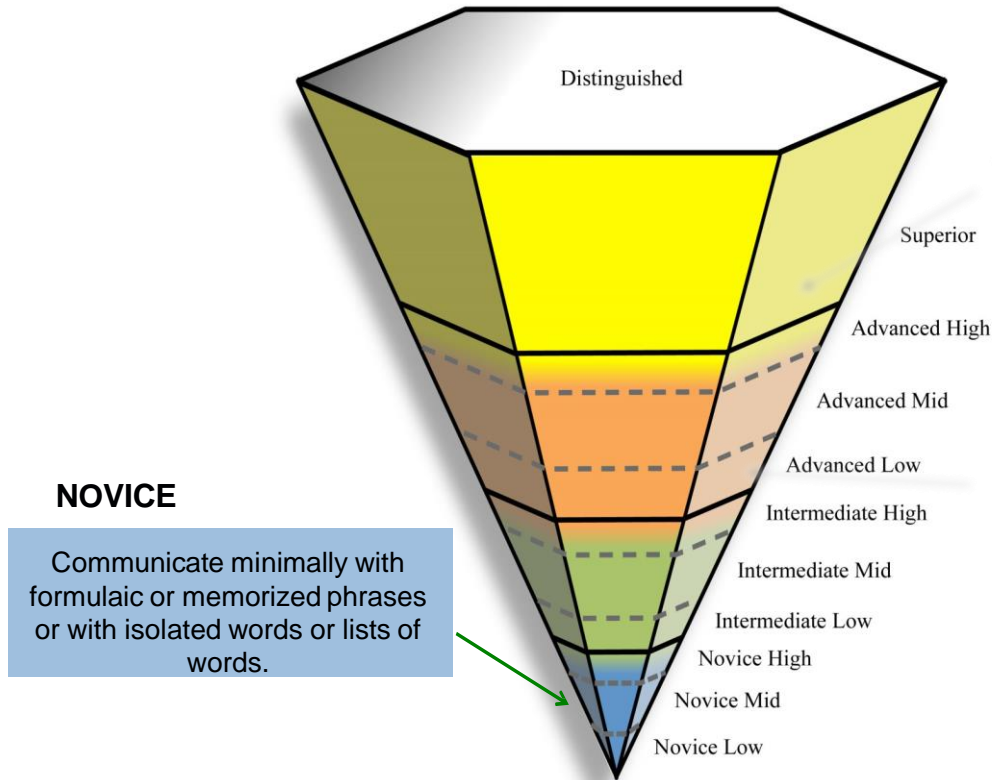 Distinguished
Superior
Advanced High
Advanced Mid
Advanced Low
Intermediate High
Intermediate Mid
Intermediate Low
Novice High
Novice Mid
Novice Low
NOVICE
Communicate minimally with
formulaic or memorized phrases
or with isolated words or lists of
words.